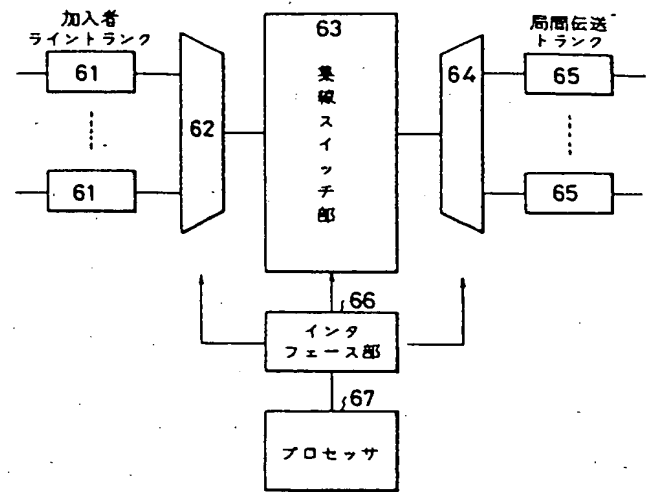 加入者
ライントランク
61
61
62
63
集
線
ス
イ
ッ
チ
部
64
局間伝送
トランク
65
65
66
インタ
フェース部
67
プロセッサ